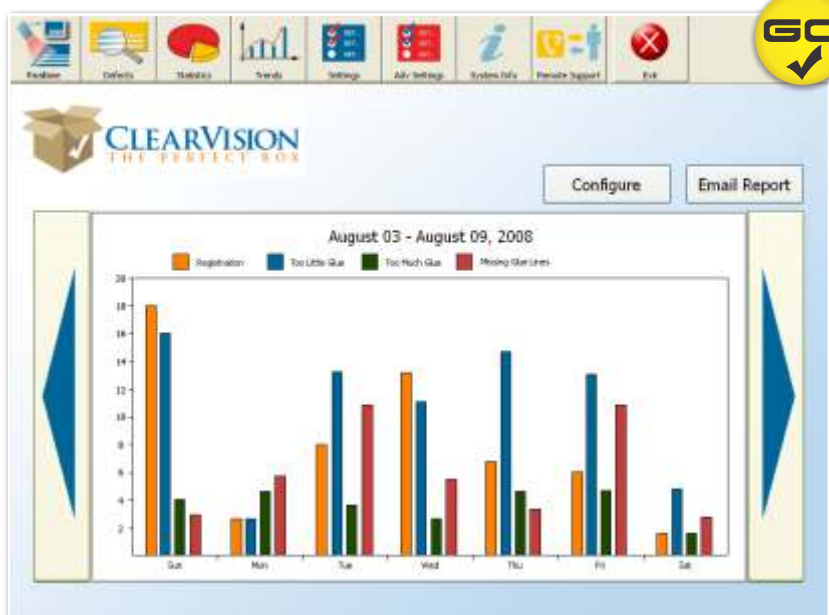 GO
Realtime Defects Statistics Trends Settings Adv Settings System Info Remote Support Exit
CLEARVISION
THE PERFECT BOX
Configure Email Report
August 03 - August 09, 2008
Registration Too Little Glue Too Much Glue Missing Glue Lines
20
18
16
14
12
10
8
6
4
2
Sun Mon Tue Wed Thu Fri Sat